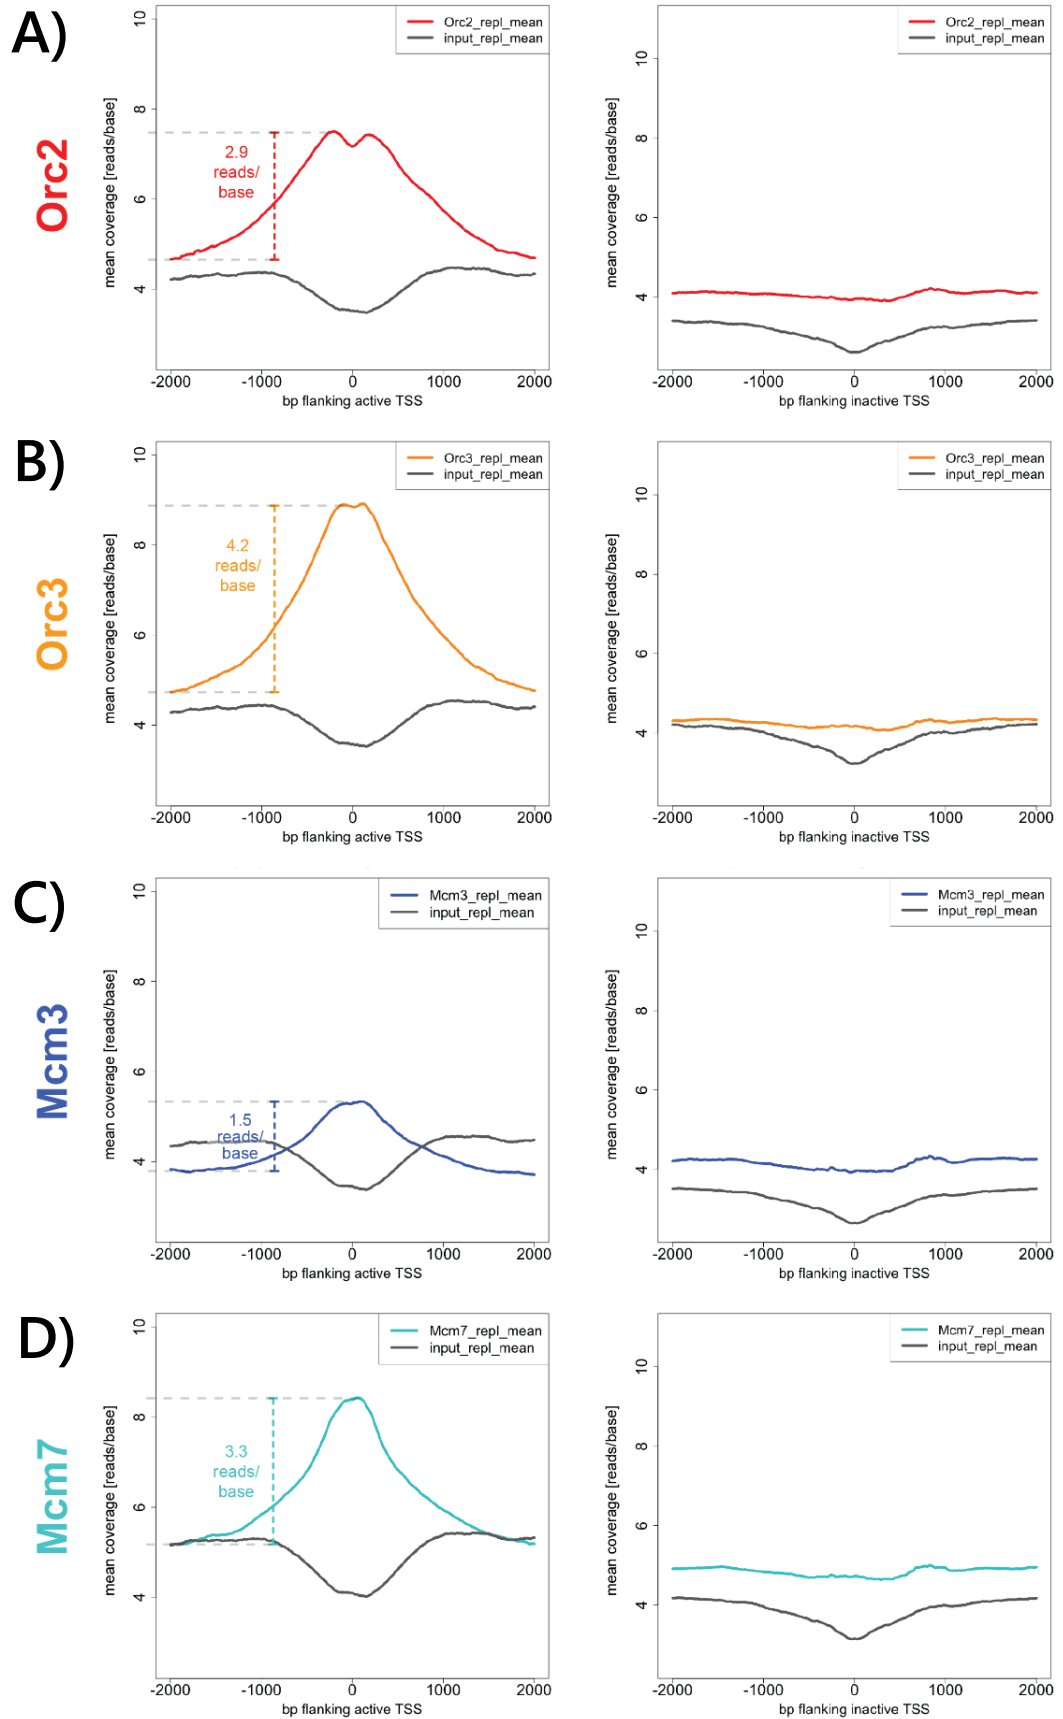 A)
Orc2
Orc2_repl_mean
input_repl_mean
mean coverage [reads/base]
10
8
6
4
2.9
reads/
base
-2000 -1000 0 1000 2000
bp flanking active TSS
Orc2_repl_mean
input_repl_mean
mean coverage [reads/base]
10
8
6
4
-2000 -1000 0 1000 2000
bp flanking inactive TSS
B)
Orc3
Orc3_repl_mean
input_repl_mean
mean coverage [reads/base]
10
8
6
4
4.2
reads/
base
-2000 -1000 0 1000 2000
bp flanking active TSS
Orc3_repl_mean
input_repl_mean
mean coverage [reads/base]
10
8
6
4
-2000 -1000 0 1000 2000
bp flanking inactive TSS
C)
Mcm3
Mcm3_repl_mean
input_repl_mean
mean coverage [reads/base]
10
8
6
4
1.5
reads/
base
-2000 -1000 0 1000 2000
bp flanking active TSS
Mcm3_repl_mean
input_repl_mean
mean coverage [reads/base]
10
8
6
4
-2000 -1000 0 1000 2000
bp flanking inactive TSS
D)
Mcm7
Mcm7_repl_mean
input_repl_mean
mean coverage [reads/base]
10
8
6
4
3.3
reads/
base
-2000 -1000 0 1000 2000
bp flanking active TSS
Mcm7_repl_mean
input_repl_mean
mean coverage [reads/base]
10
8
6
4
-2000 -1000 0 1000 2000
bp flanking inactive TSS